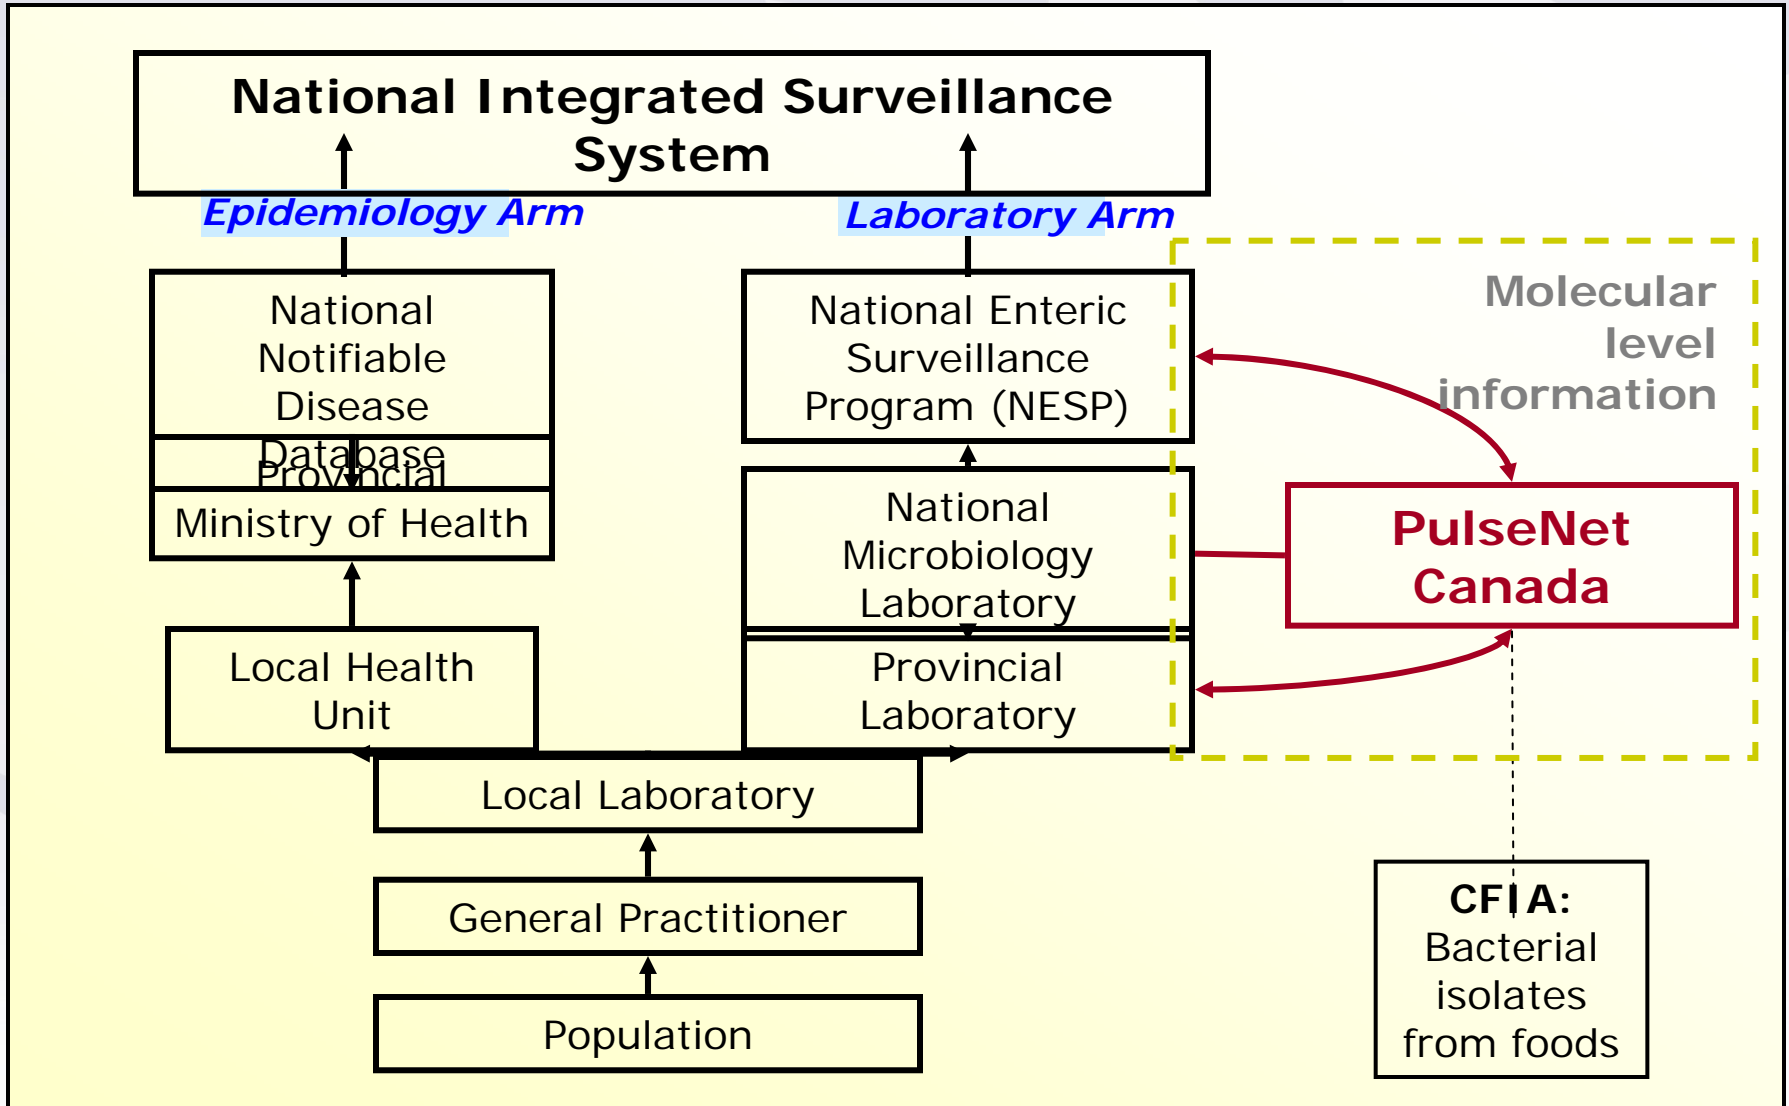 National Integrated Surveillance
System
Epidemiology Arm
Laboratory Arm
National
Notifiable
Disease
Database
Provincial
Ministry of Health
National Enteric
Surveillance
Program (NESP)
Molecular
level
information
National
Microbiology
Laboratory
PulseNet
Canada
Local Health
Unit
Provincial
Laboratory
Local Laboratory
General Practitioner
Population
CFIA:
Bacterial
isolates
from foods